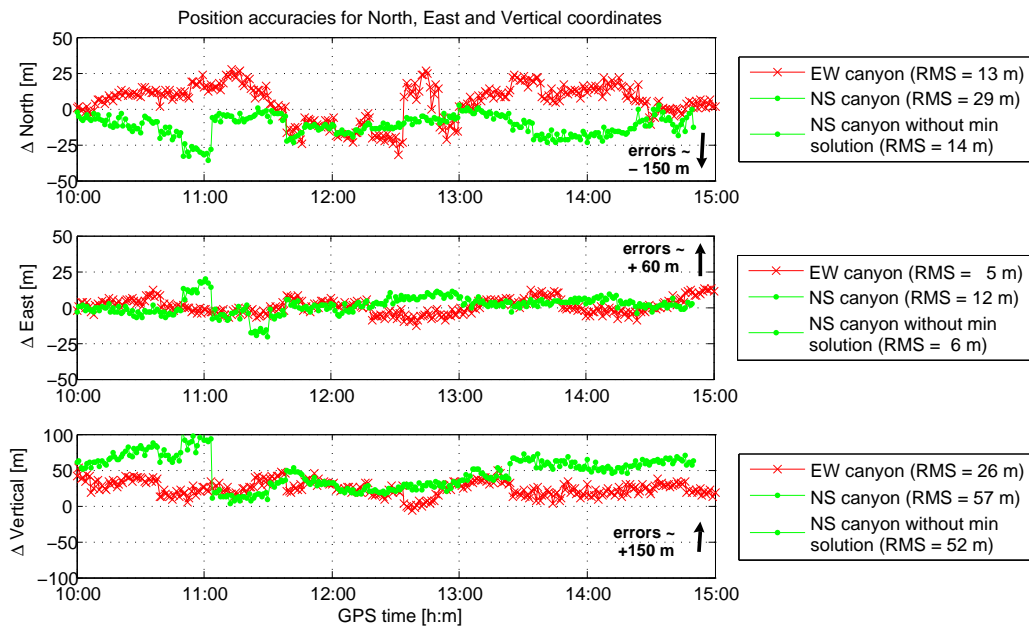 Position accuracies for North, East and Vertical coordinates
Δ North [m]
50
25
0
−25
−50
10:00
11:00
12:00
13:00
14:00
15:00
errors ~
− 150 m
EW canyon (RMS = 13 m)
NS canyon (RMS = 29 m)
NS canyon without min
solution (RMS = 14 m)
Δ East [m]
50
25
0
−25
−50
10:00
11:00
12:00
13:00
14:00
15:00
errors ~
+ 60 m
EW canyon (RMS = 5 m)
NS canyon (RMS = 12 m)
NS canyon without min
solution (RMS = 6 m)
Δ Vertical [m]
100
50
0
−50
−100
10:00
11:00
12:00
13:00
14:00
15:00
errors ~
+150 m
EW canyon (RMS = 26 m)
NS canyon (RMS = 57 m)
NS canyon without min
solution (RMS = 52 m)
GPS time [h:m]